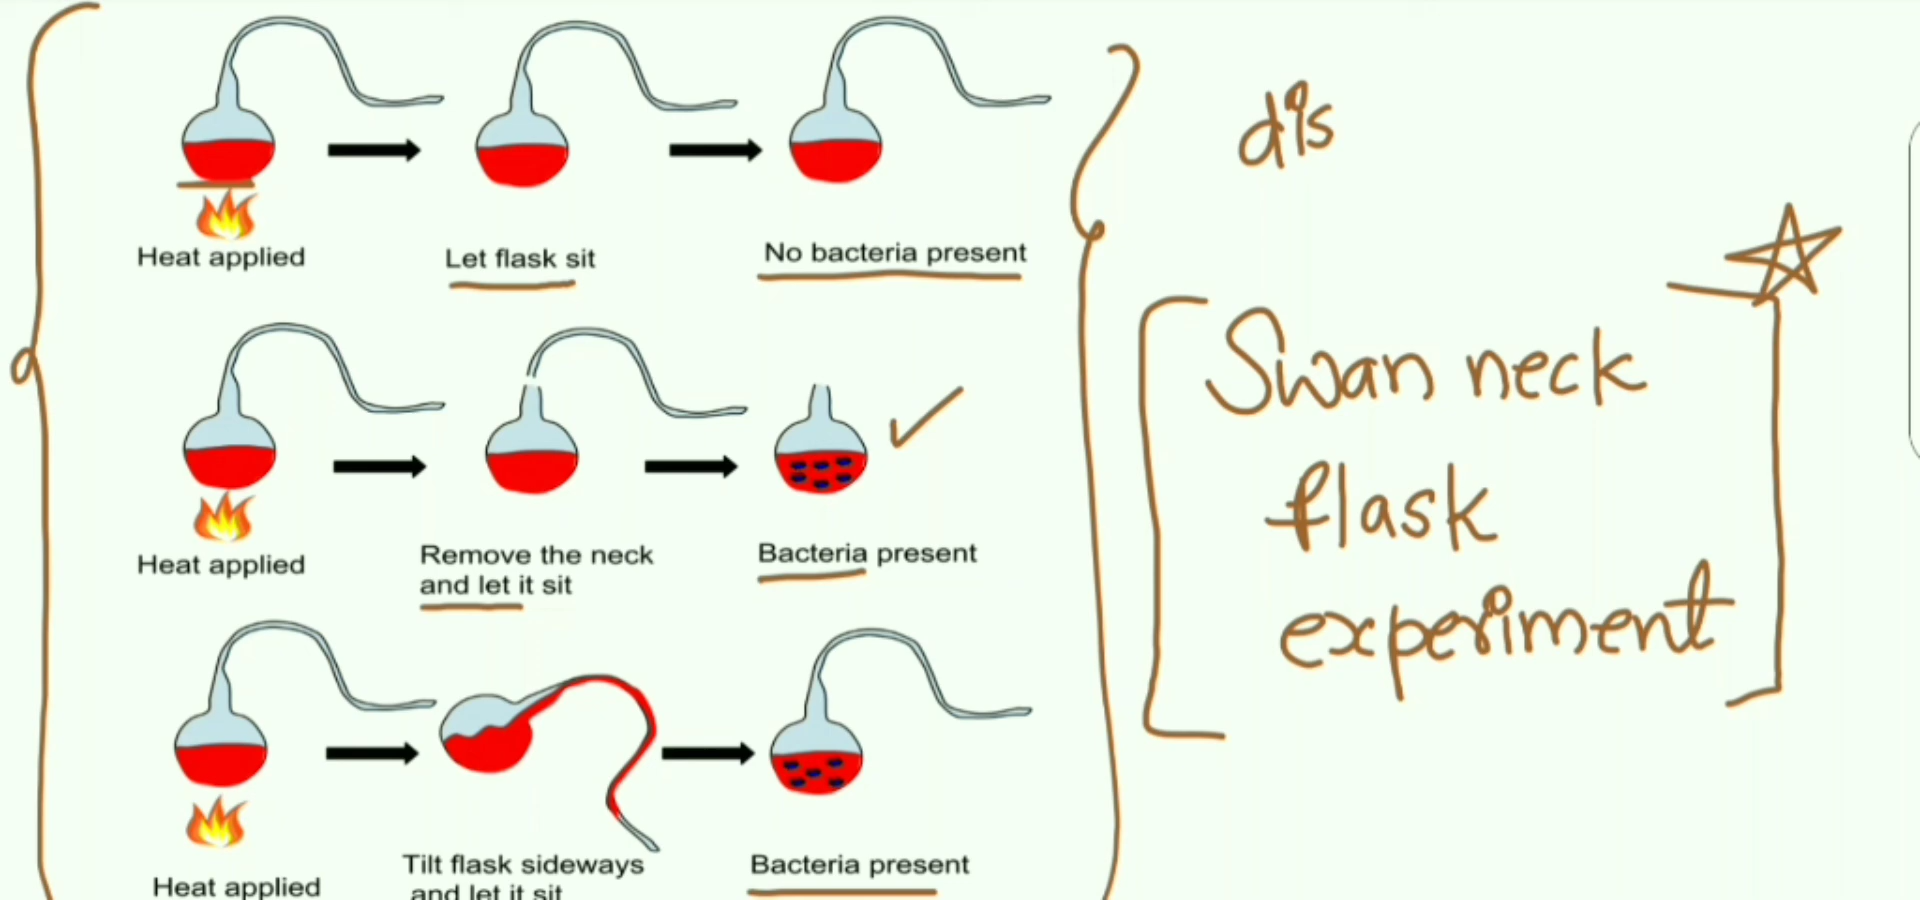 dis
Heat applied
Let flask sit
No bacteria present
Swan neck
flask
experiment
Heat applied
Remove the neck
and let it sit
Bacteria present
Heat applied
Tilt flask sideways
and let it sit
Bacteria present